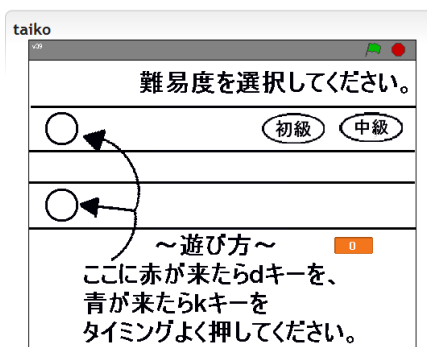 taiko
v39
難易度を選択してください。
初級 中級
～遊び方～
0
ここに赤が来たらdキーを、
青が来たらkキーを
タイミングよく押してください。